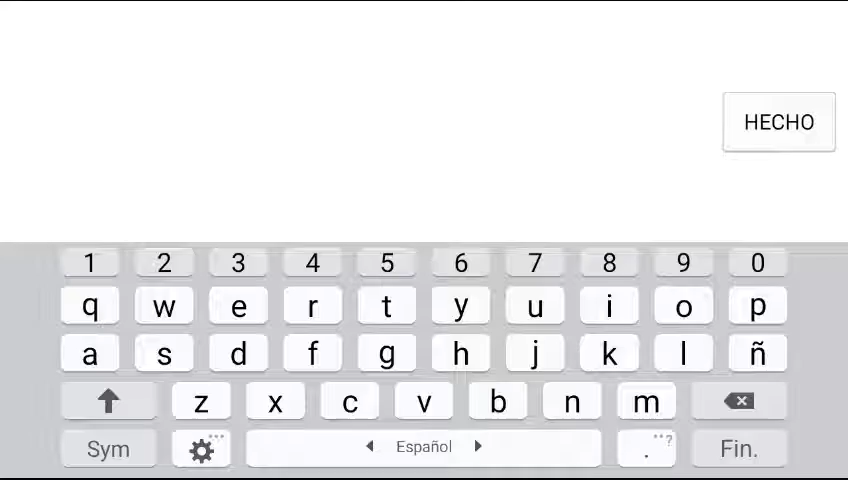 HECHO
1 2 3 4 5 6 7 8 9 0
q w e r t y u i o p
a s d f g h j k l ñ
z x c v b n m
Sym Español . ? Fin.